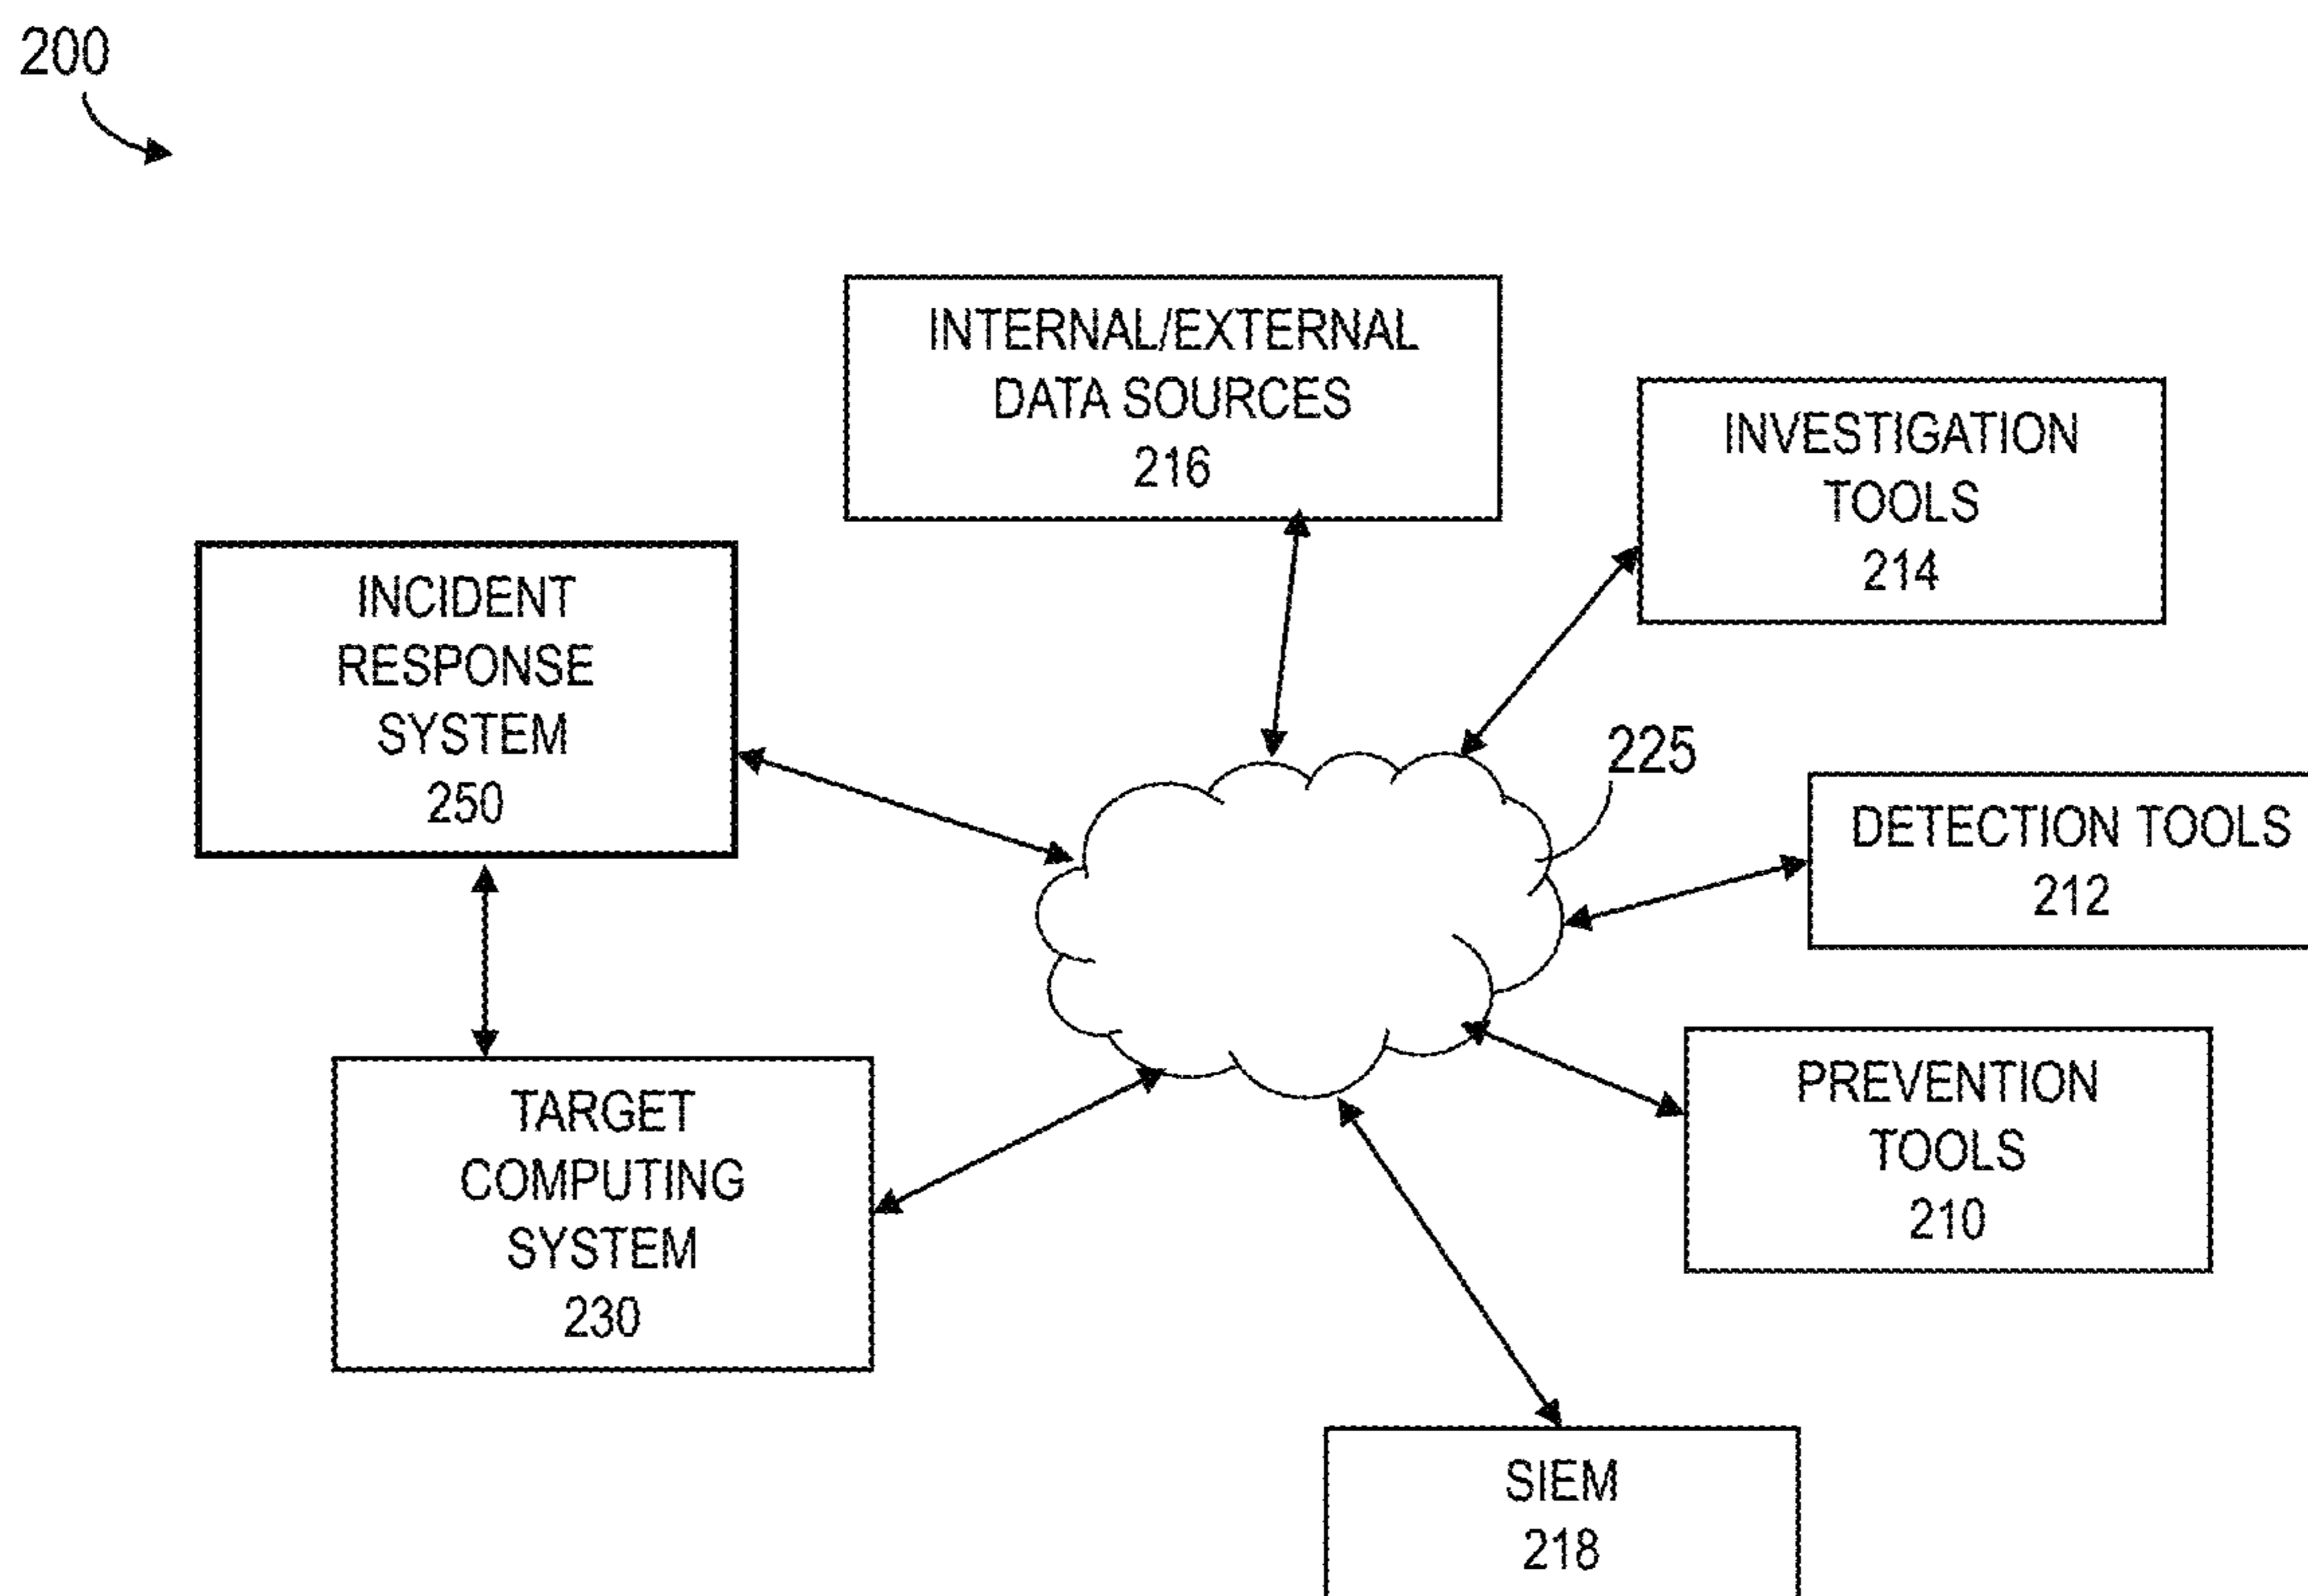 200
INTERNAL/EXTERNAL
DATA SOURCES
216
INVESTIGATION
TOOLS
214
INCIDENT
RESPONSE
SYSTEM
250
225
DETECTION TOOLS
212
TARGET
COMPUTING
SYSTEM
230
PREVENTION
TOOLS
210
SIEM
218